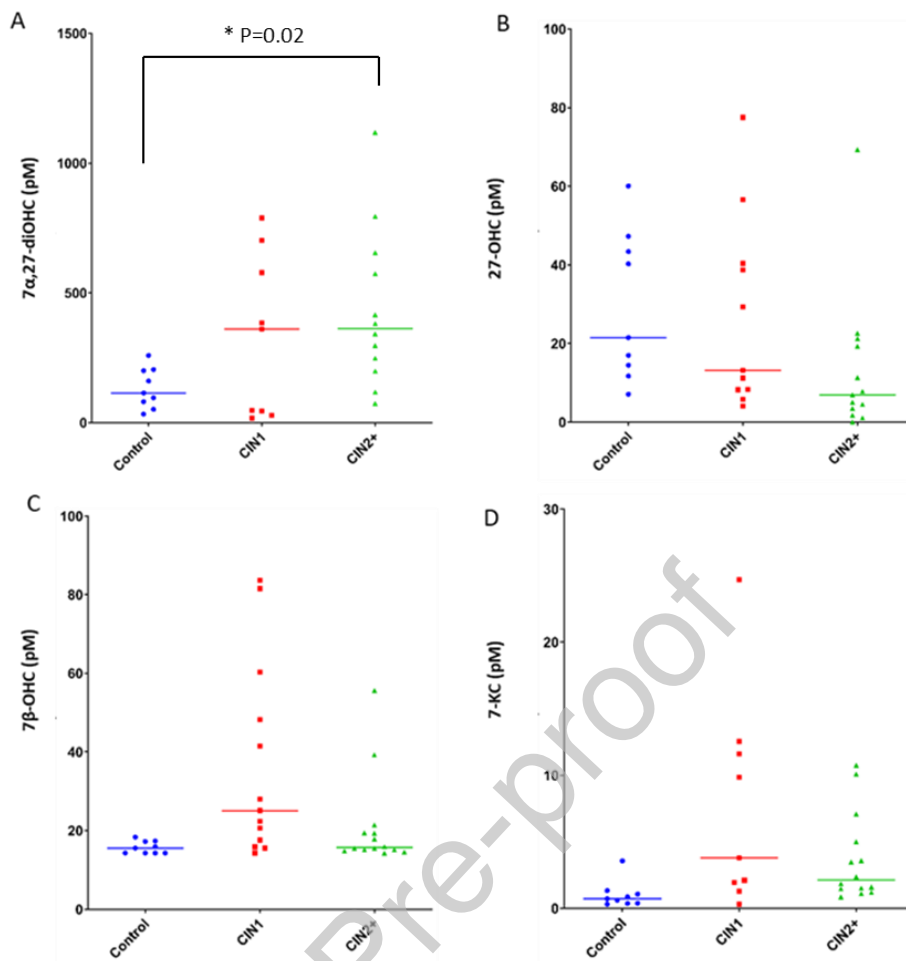 A
* P=0.02
7α,27-diOHC (pM)
1500
1000
500
0
Control
CIN1
CIN2+
B
27-OHC (pM)
100
80
60
40
20
0
Control
CIN1
CIN2+
C
7β-OHC (pM)
100
80
60
40
20
0
Control
CIN1
CIN2+
D
7-KC (pM)
30
20
10
0
Control
CIN1
CIN2+
Pre-proof